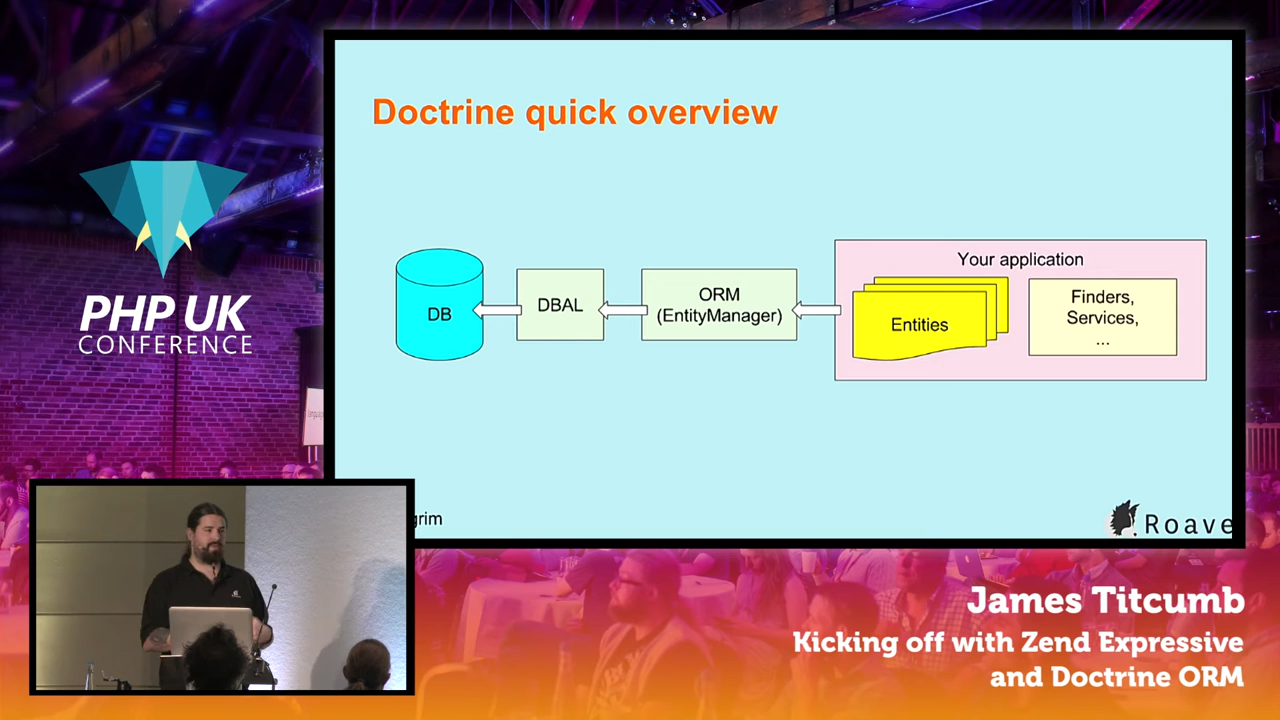 Doctrine quick overview
Your application
DB
DBAL
ORM
(EntityManager)
Entities
Finders,
Services,
...
grim
Roave
PHP UK
CONFERENCE
James Titcumb
Kicking off with Zend Expressive
and Doctrine ORM